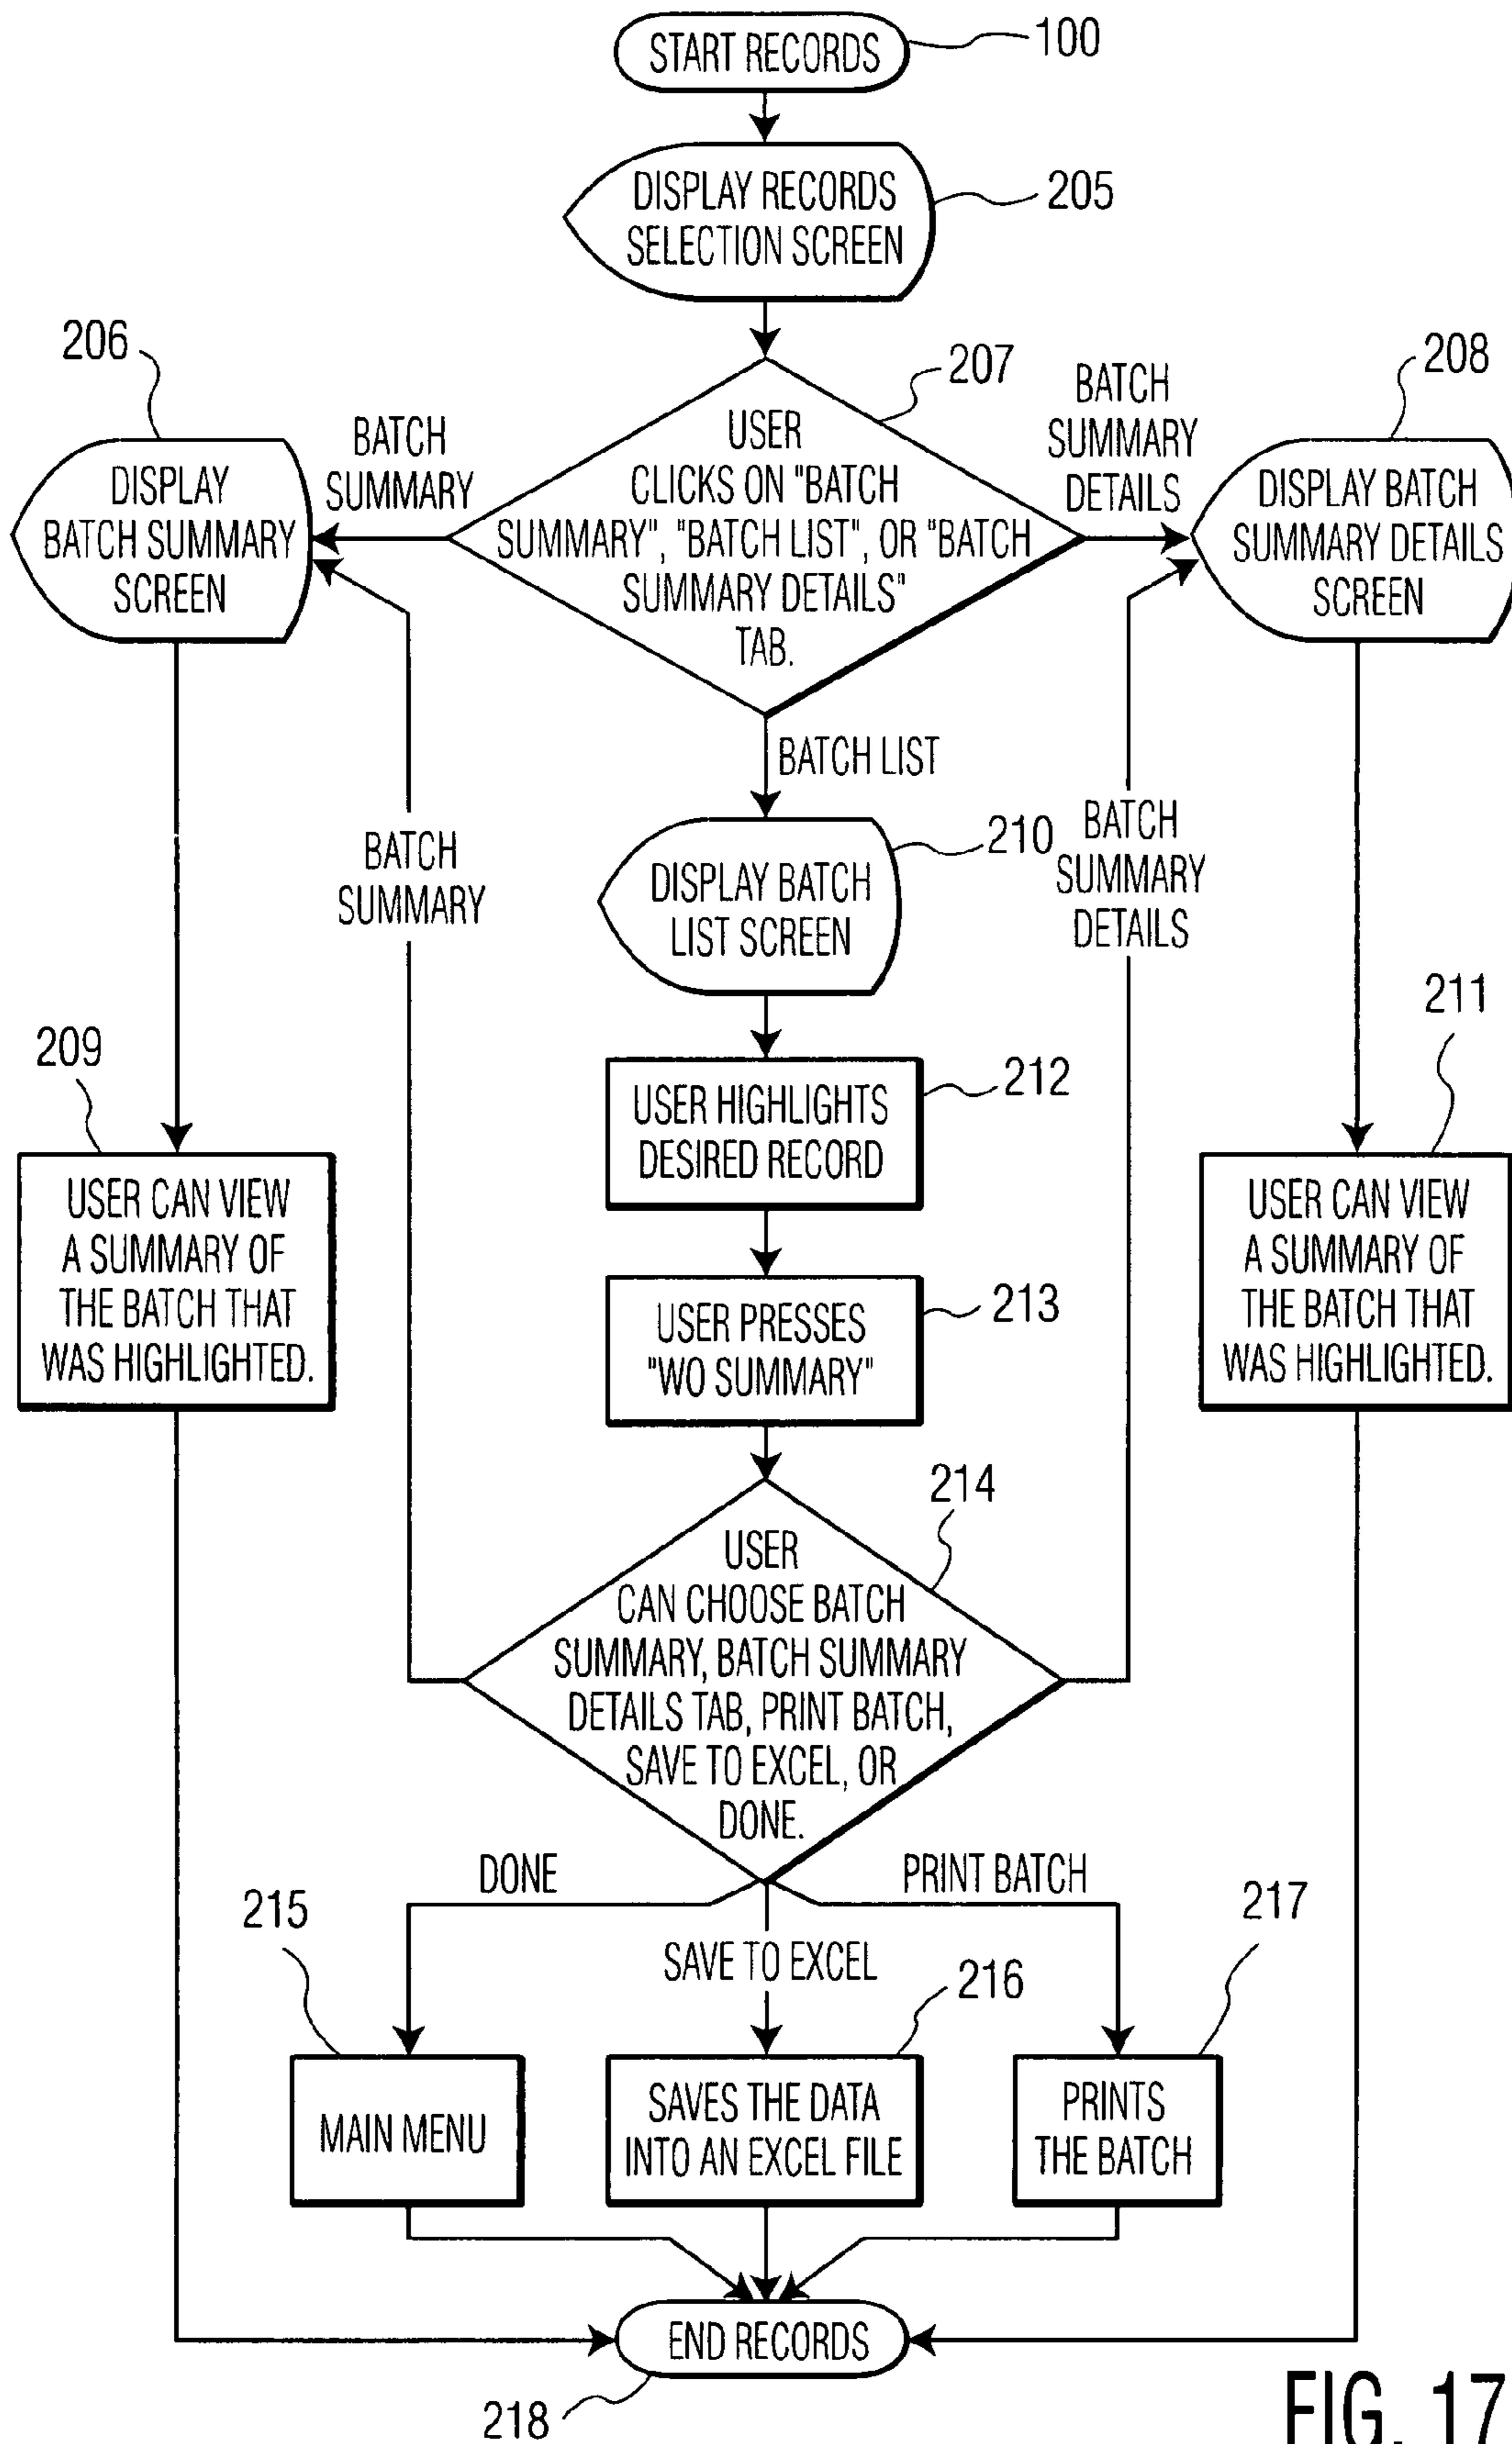 START RECORDS
100
DISPLAY RECORDS
SELECTION SCREEN
205
206
207
208
BATCH
SUMMARY
BATCH
SUMMARY
DETAILS
DISPLAY
BATCH SUMMARY
SCREEN
USER
CLICKS ON "BATCH
SUMMARY", "BATCH LIST", OR "BATCH
SUMMARY DETAILS"
TAB.
DISPLAY BATCH
SUMMARY DETAILS
SCREEN
BATCH LIST
BATCH
SUMMARY
DISPLAY BATCH
LIST SCREEN
210
BATCH
SUMMARY
DETAILS
209
211
USER HIGHLIGHTS
DESIRED RECORD
212
USER CAN VIEW
A SUMMARY OF
THE BATCH THAT
WAS HIGHLIGHTED.
USER PRESSES
"WO SUMMARY"
213
USER CAN VIEW
A SUMMARY OF
THE BATCH THAT
WAS HIGHLIGHTED.
214
USER
CAN CHOOSE BATCH
SUMMARY, BATCH SUMMARY
DETAILS TAB, PRINT BATCH,
SAVE TO EXCEL, OR
DONE.
DONE
PRINT BATCH
215
SAVE TO EXCEL
216
217
MAIN MENU
SAVES THE DATA
INTO AN EXCEL FILE
PRINTS
THE BATCH
END RECORDS
218
FIG. 17